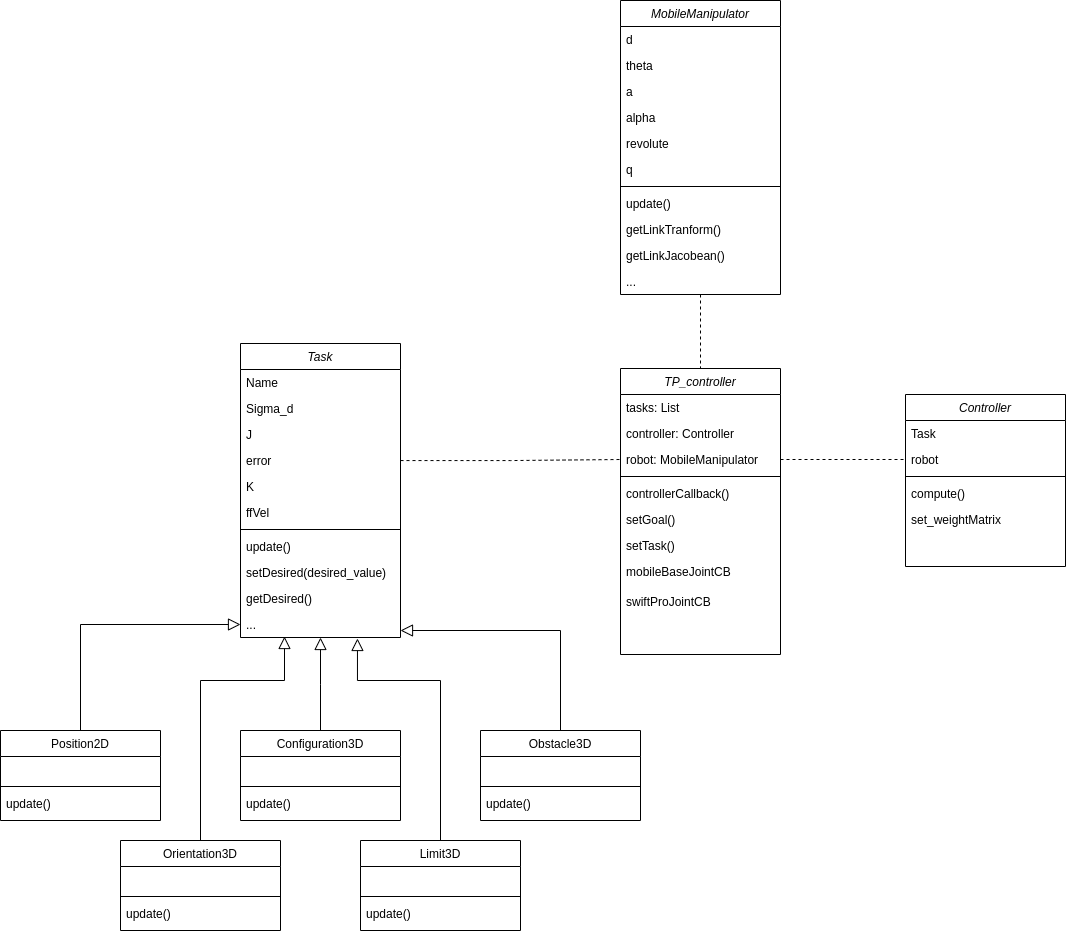 MobileManipulator
d
theta
a
alpha
revolute
q
update()
getLinkTranform()
getLinkJacobean()
...
Task
Name
Sigma_d
J
error
K
ffVel
update()
setDesired(desired_value)
getDesired()
...
TP_controller
tasks: List
controller: Controller
robot: MobileManipulator
controllerCallback()
setGoal()
setTask()
mobileBaseJointCB
swiftProJointCB
Controller
Task
robot
compute()
set_weightMatrix
Position2D
update()
Configuration3D
update()
Obstacle3D
update()
Orientation3D
update()
Limit3D
update()